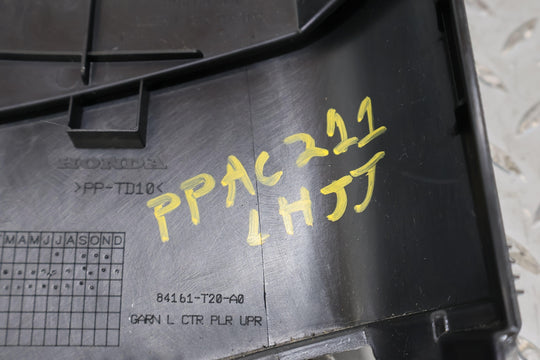 HONDA
>PP-TD10<
PPAC211
LHJJ
MAMJJASOND
84161-T20-A0
GARN L CTR PLR UPR